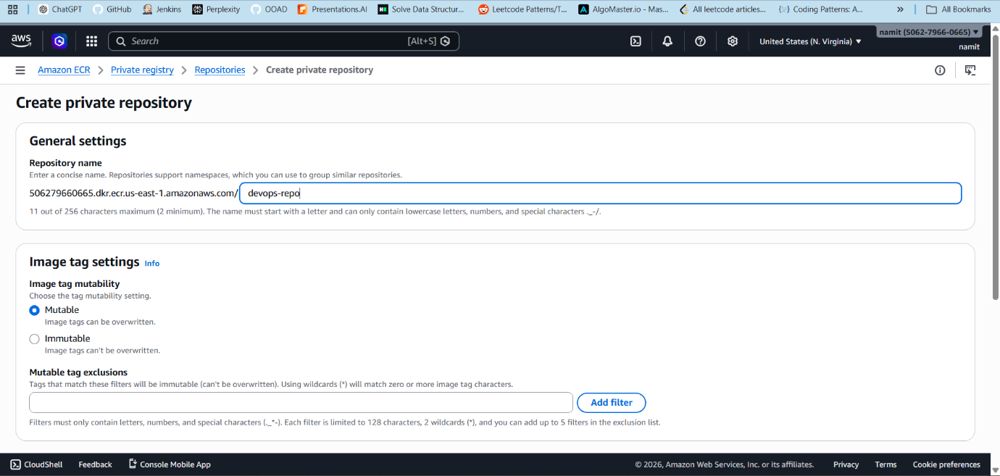 ChatGPT GitHub Jenkins Perplexity OOAD Presentations.AI Solve Data Structur... Leetcode Patterns/T... AlgoMaster.io - Mas... All leetcode articles... Coding Patterns: A... » All Bookmarks
aws Search [Alt+S] United States (N. Virginia) ▼ namit (5062-7966-0665) ▼
namit
Amazon ECR > Private registry > Repositories > Create private repository
Create private repository
General settings
Repository name
Enter a concise name. Repositories support namespaces, which you can use to group similar repositories.
506279660665.dkr.ecr.us-east-1.amazonaws.com/ devops-repo
11 out of 256 characters maximum (2 minimum). The name must start with a letter and can only contain lowercase letters, numbers, and special characters ._-/.
Image tag settings Info
Image tag mutability
Choose the tag mutability setting.
Mutable
Image tags can be overwritten.
Immutable
Image tags can't be overwritten.
Mutable tag exclusions
Tags that match these filters will be immutable (can't be overwritten). Using wildcards (*) will match zero or more image tag characters.
Add filter
Filters must only contain letters, numbers, and special characters (._*-). Each filter is limited to 128 characters, 2 wildcards (*), and you can add up to 5 filters in the exclusion list.
CloudShell Feedback Console Mobile App © 2026, Amazon Web Services, Inc. or its affiliates. Privacy Terms Cookie preferences